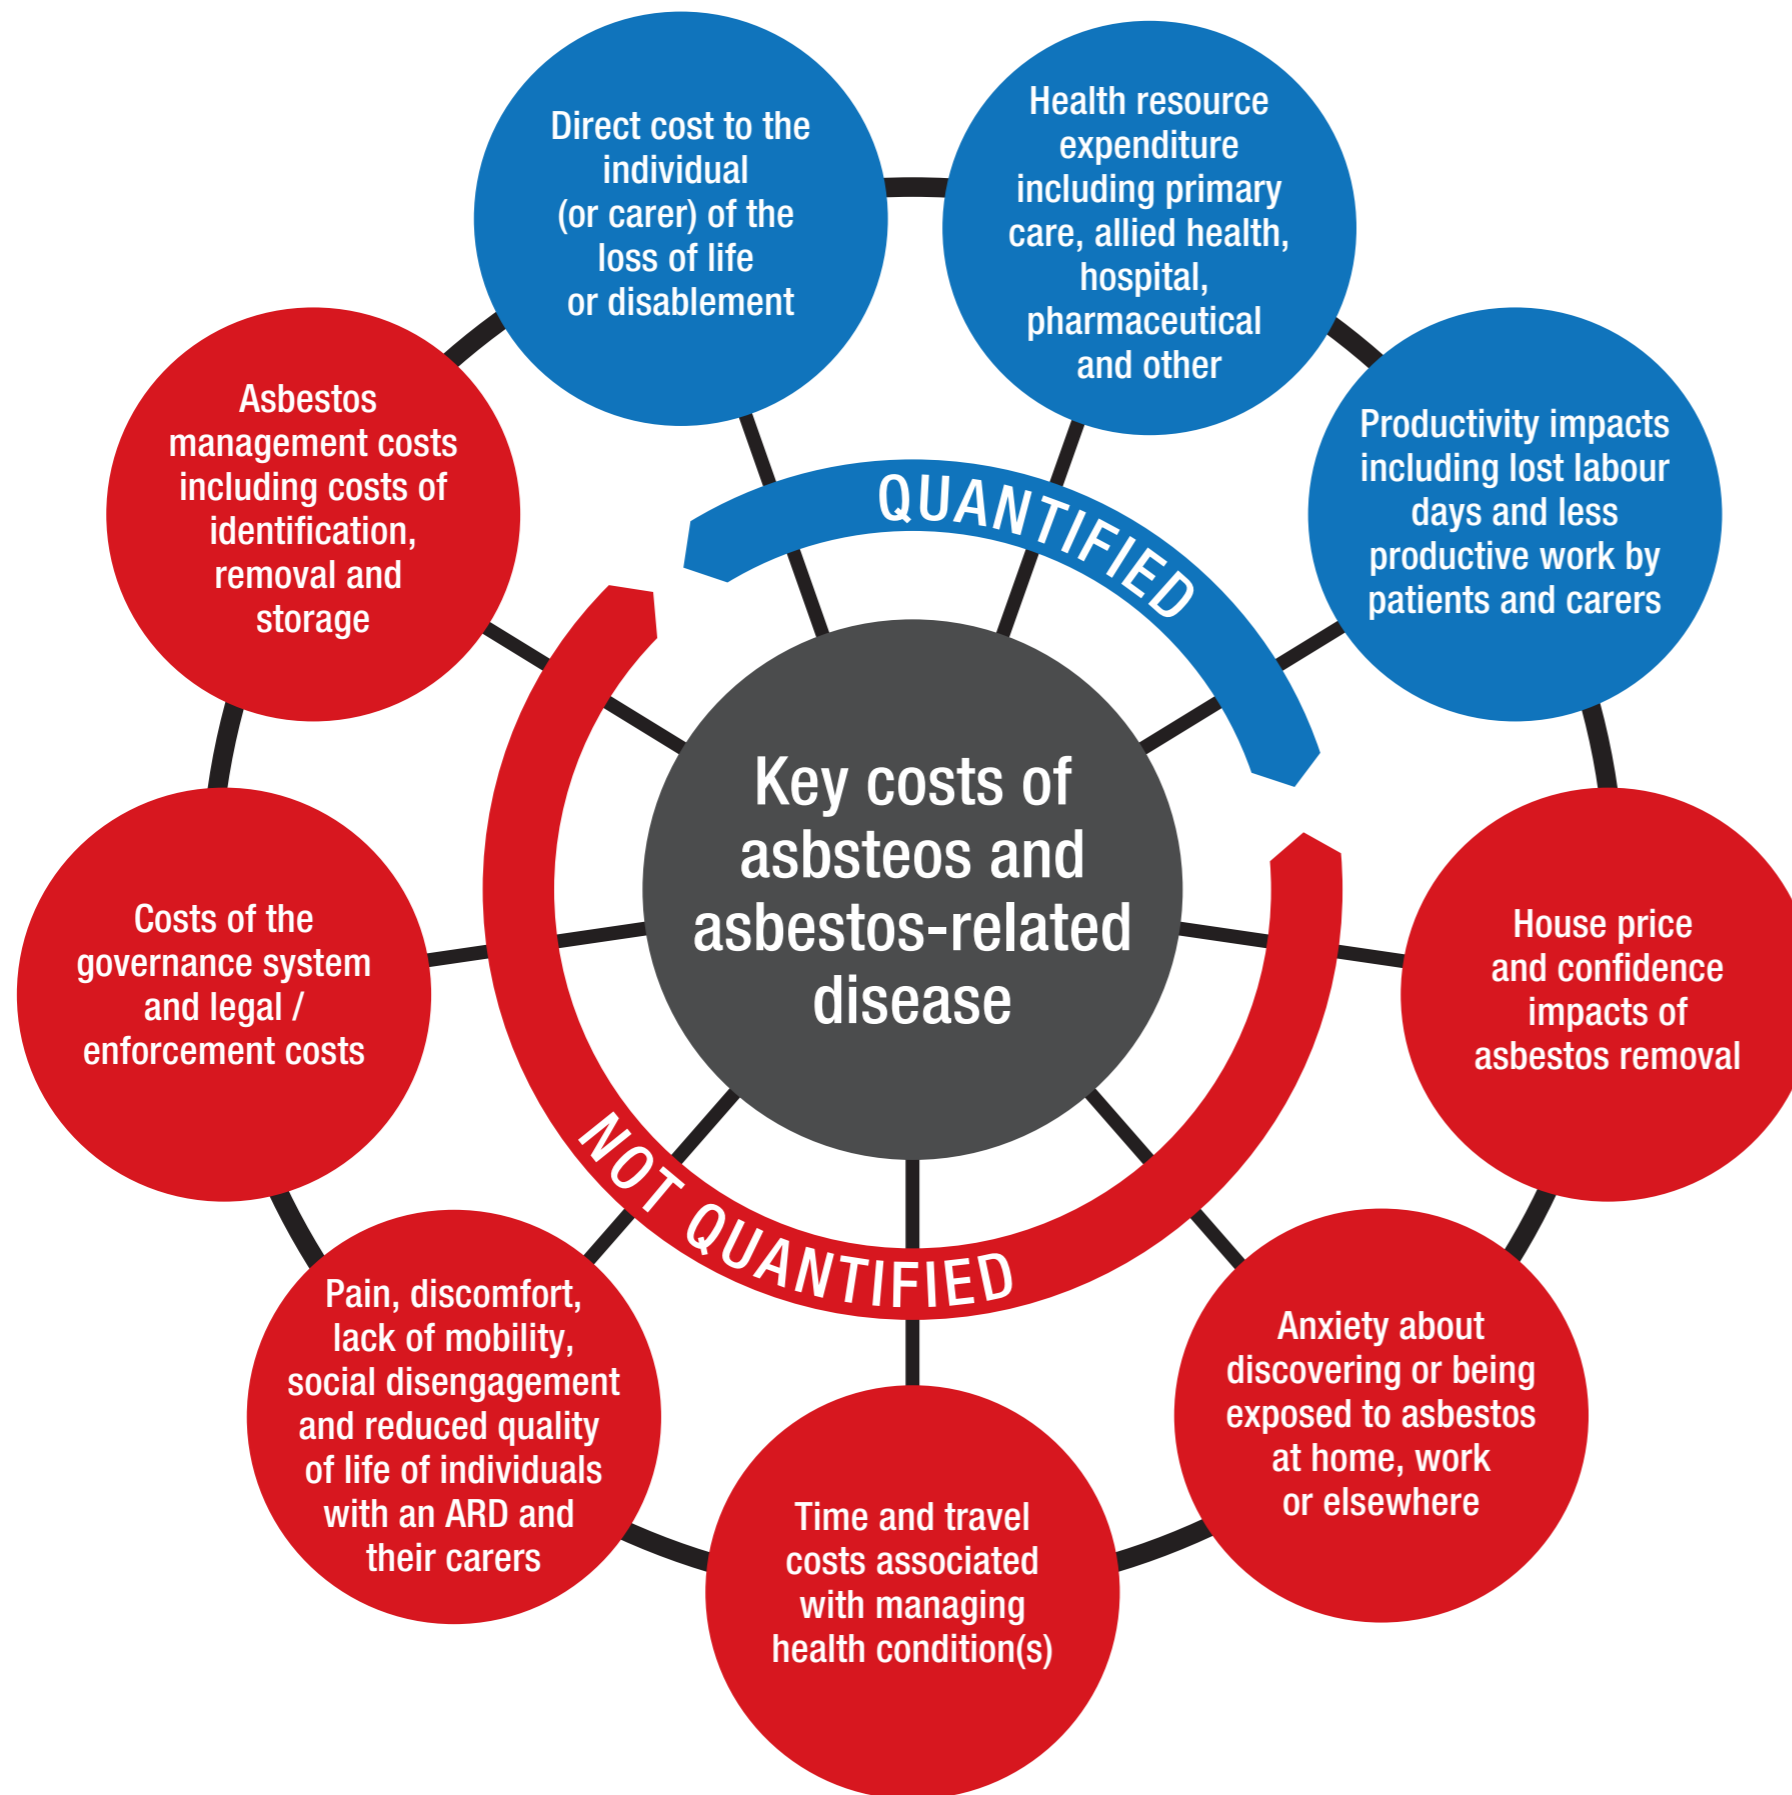 Direct cost to the
individual
(or carer) of the
loss of life
or disablement
Health resource
expenditure
including primary
care, allied health,
hospital,
pharmaceutical
and other
Productivity impacts
including lost labour
days and less
productive work by
patients and carers
House price
and confidence
impacts of
asbestos removal
Anxiety about
discovering or being
exposed to asbestos
at home, work
or elsewhere
Time and travel
costs associated
with managing
health condition(s)
Pain, discomfort,
lack of mobility,
social disengagement
and reduced quality
of life of individuals
with an ARD and
their carers
Costs of the
governance system
and legal /
enforcement costs
Asbestos
management costs
including costs of
identification,
removal and
storage
QUANTIFIED
NOT QUANTIFIED
Key costs of
asbsteos and
asbestos-related
disease